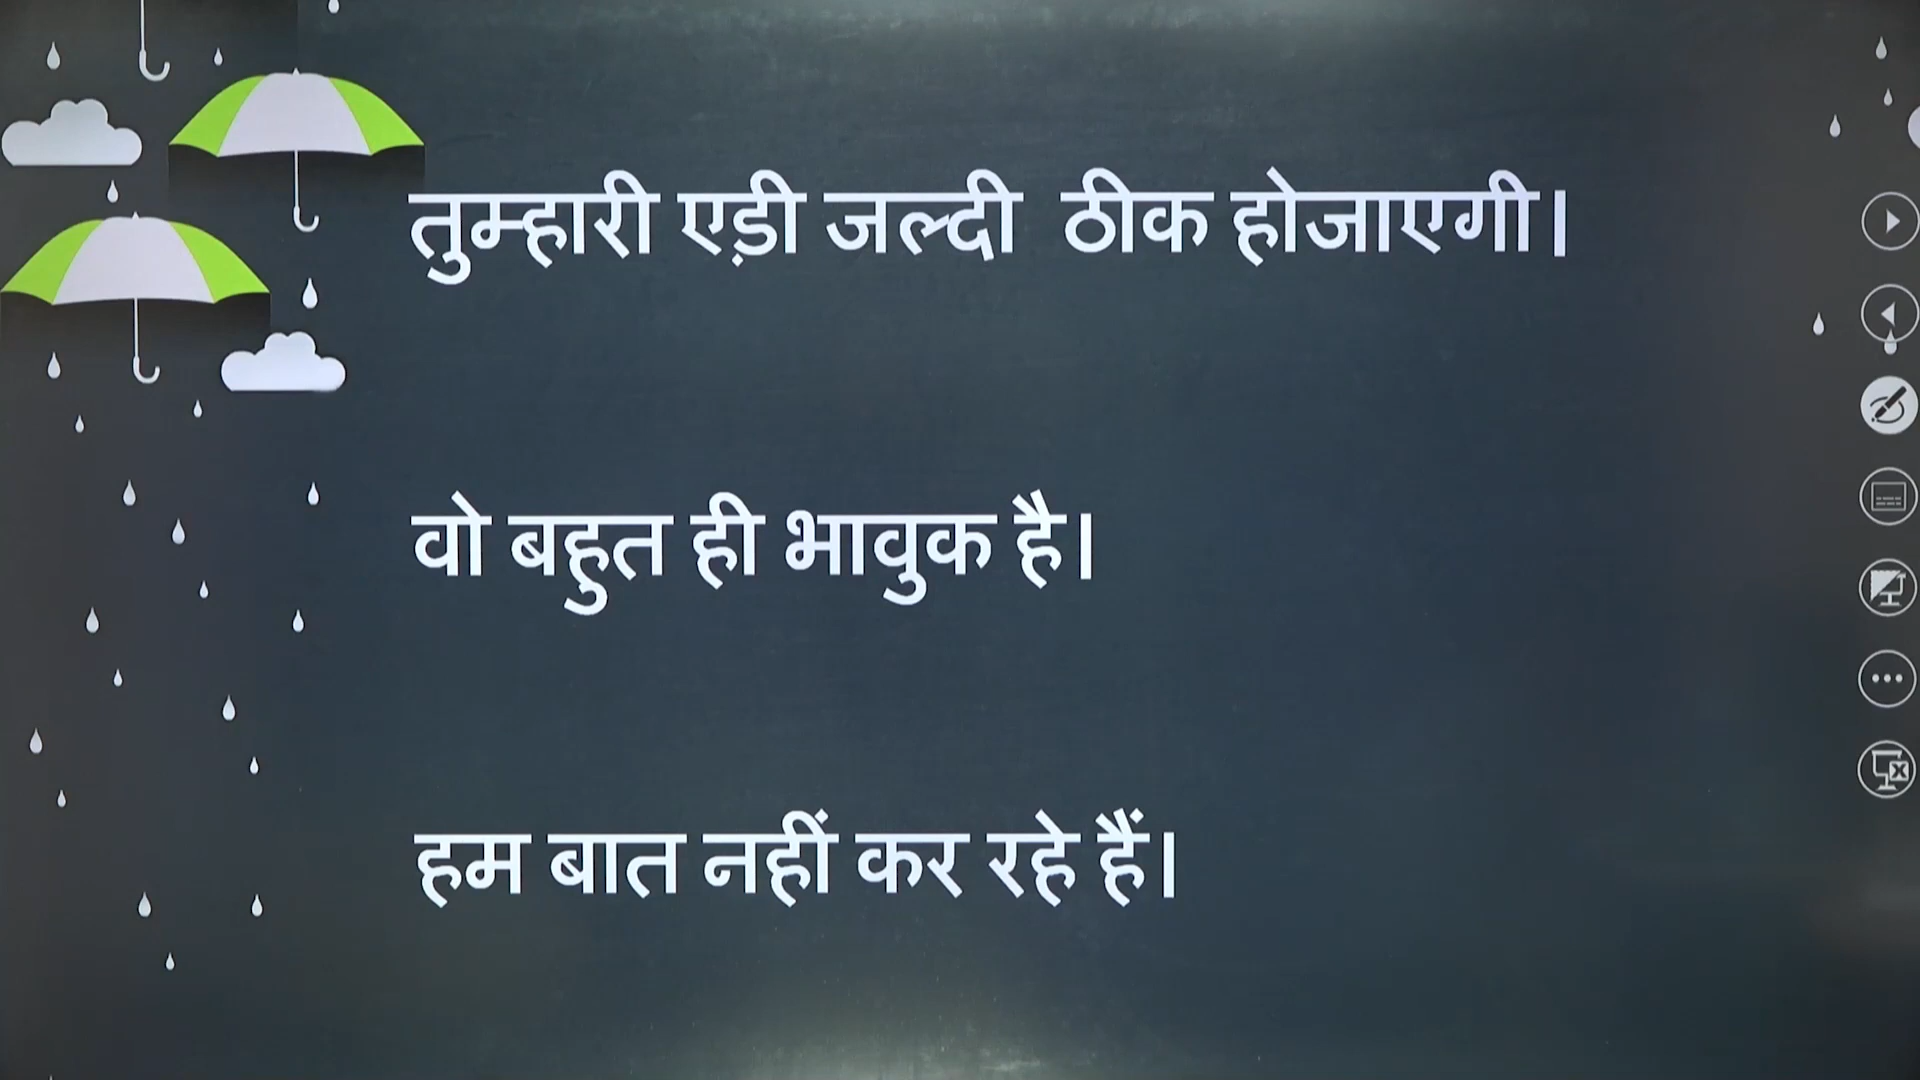 तुम्हारी एड़ी जल्दी  ठीक होजाएगी।
वो बहुत ही भावुक है।
हम बात नहीं कर रहे हैं।